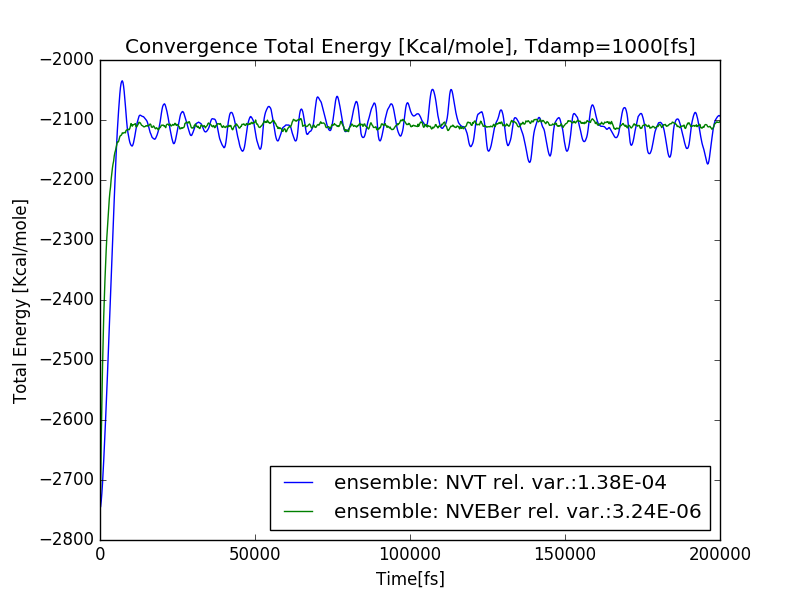 Convergence Total Energy [Kcal/mole], Tdamp=1000[fs]
−2000
−2100
−2200
−2300
−2400
−2500
−2600
−2700
−2800
Total Energy [Kcal/mole]
ensemble: NVT rel. var.:1.38E-04
ensemble: NVEBer rel. var.:3.24E-06
0 50000 100000 150000 200000
Time[fs]